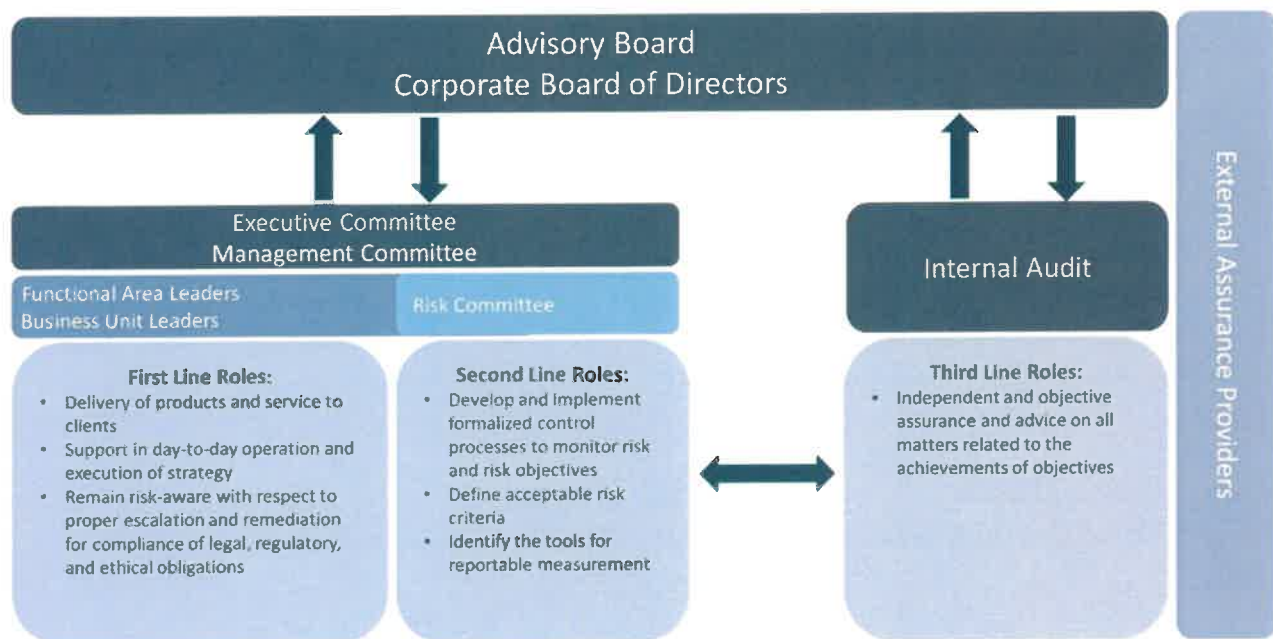 Advisory Board
Corporate Board of Directors
Executive Committee
Management Committee
Functional Area Leaders
Business Unit Leaders
Risk Committee
First Line Roles:
• Delivery of products and service to
clients
• Support in day-to-day operation and
execution of strategy
• Remain risk-aware with respect to
proper escalation and remediation
for compliance of legal, regulatory,
and ethical obligations
Second Line Roles:
• Develop and implement
formalized control
processes to monitor risk
and risk objectives
• Define acceptable risk
criteria
• Identify the tools for
reportable measurement
Internal Audit
Third Line Roles:
• Independent and objective
assurance and advice on all
matters related to the
achievements of objectives
External Assurance Providers